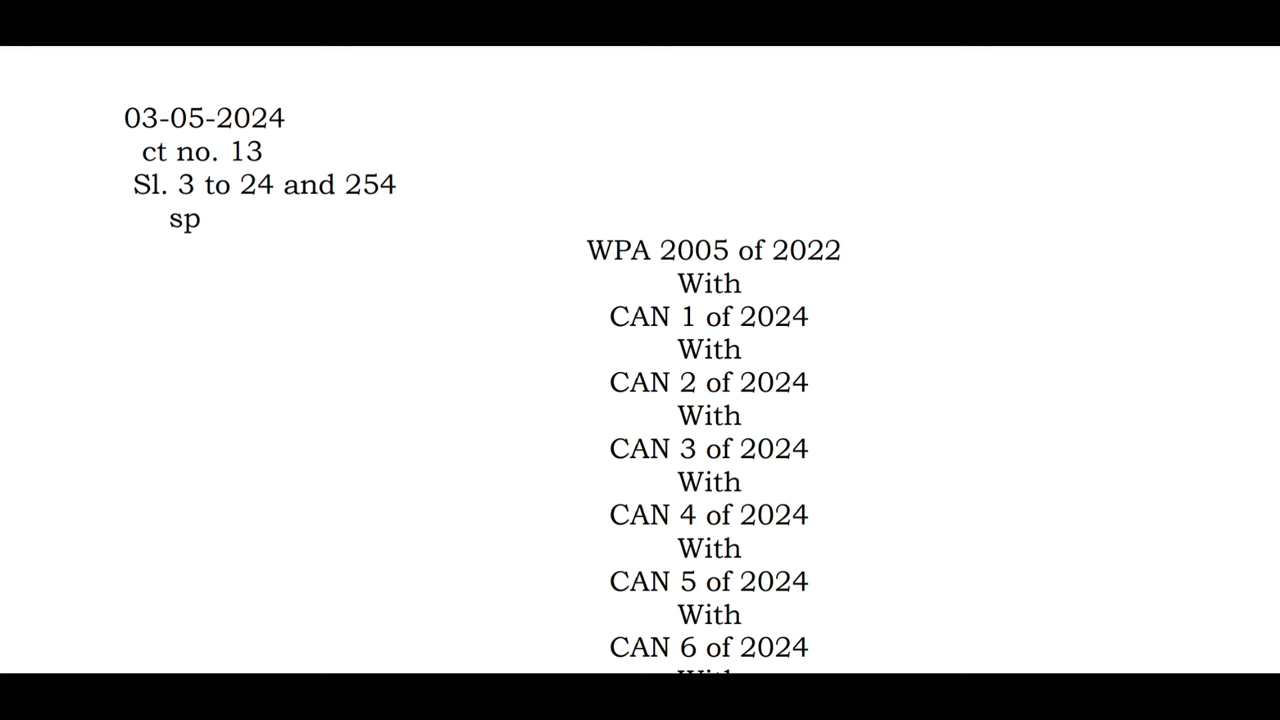 03-05-2024
ct no. 13
Sl. 3 to 24 and 254
sp
WPA 2005 of 2022
With
CAN 1 of 2024
With
CAN 2 of 2024
With
CAN 3 of 2024
With
CAN 4 of 2024
With
CAN 5 of 2024
With
CAN 6 of 2024
With